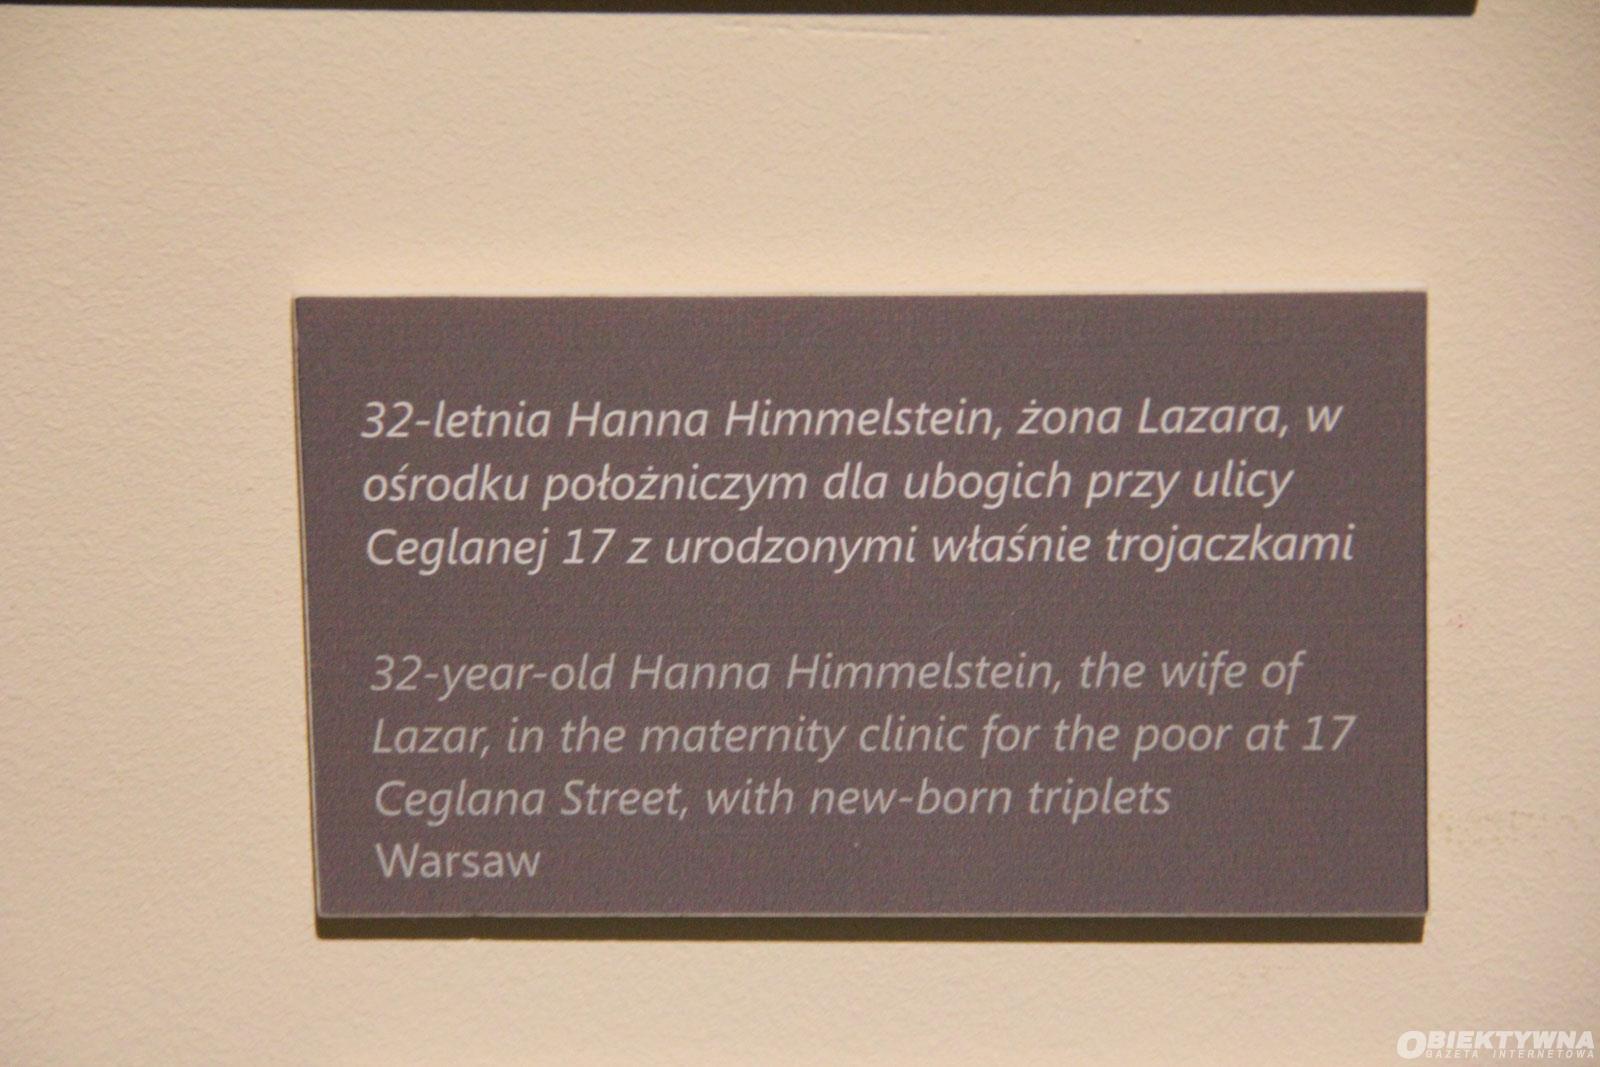 32-letnia Hanna Himmelstein, żona Lazara, w
ośrodku położniczym dla ubogich przy ulicy
Ceglanej 17 z urodzonymi właśnie trojaczkami
32-year-old Hanna Himmelstein, the wife of
Lazar, in the maternity clinic for the poor at 17
Ceglana Street, with new-born triplets
Warsaw
OBIEKTYWNA
GAZETA INTERNETOWA